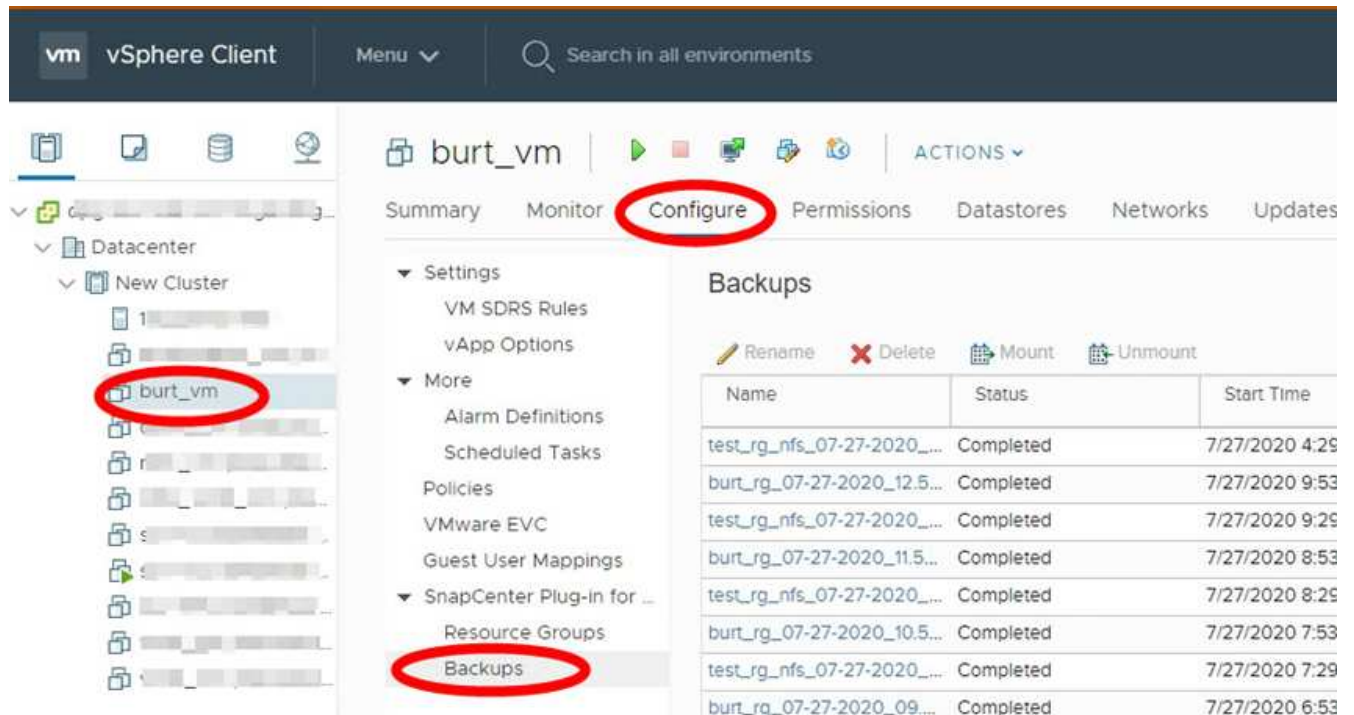 vm vSphere Client Menu Search in all environments
burt_vm ACTIONS
Summary Monitor Configure Permissions Datastores Networks Updates
Datacenter
New Cluster
burt_vm
Settings
VM SDRS Rules
vApp Options
More
Alarm Definitions
Scheduled Tasks
Policies
VMware EVC
Guest User Mappings
SnapCenter Plug-in for ...
Resource Groups
Backups
Backups
Rename Delete Mount Unmount
Name Status Start Time
test_rg_nfs_07-27-2020_... Completed 7/27/2020 4:29
burt_rg_07-27-2020_12.5... Completed 7/27/2020 9:53
test_rg_nfs_07-27-2020_... Completed 7/27/2020 9:29
burt_rg_07-27-2020_11.5... Completed 7/27/2020 8:53
test_rg_nfs_07-27-2020_... Completed 7/27/2020 8:29
burt_rg_07-27-2020_10.5... Completed 7/27/2020 7:53
test_rg_nfs_07-27-2020_... Completed 7/27/2020 7:29
burt_rg_07-27-2020_09.... Completed 7/27/2020 6:53